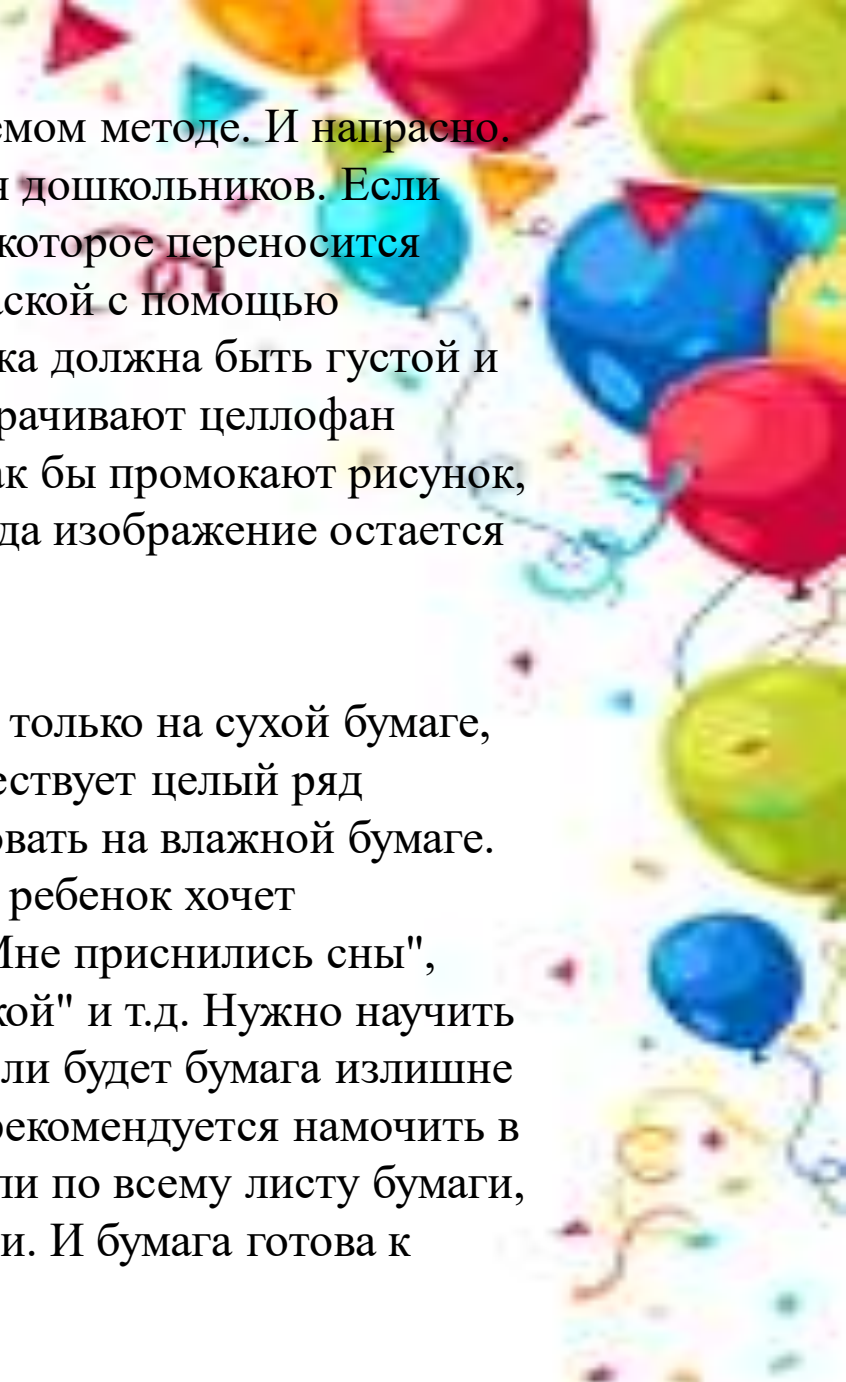 емом методе. И напрасно.
я дошкольников. Если
которое переносится
аской с помощью
ка должна быть густой и
рачивают целлофан
ак бы промокают рисунок,
да изображение остается
только на сухой бумаге,
ествует целый ряд
овать на влажной бумаге.
ребенок хочет
Мне приснились сны",
кой" и т.д. Нужно научить
ли будет бумага излишне
рекомендуется намочить в
ли по всему листу бумаги,
и. И бумага готова к